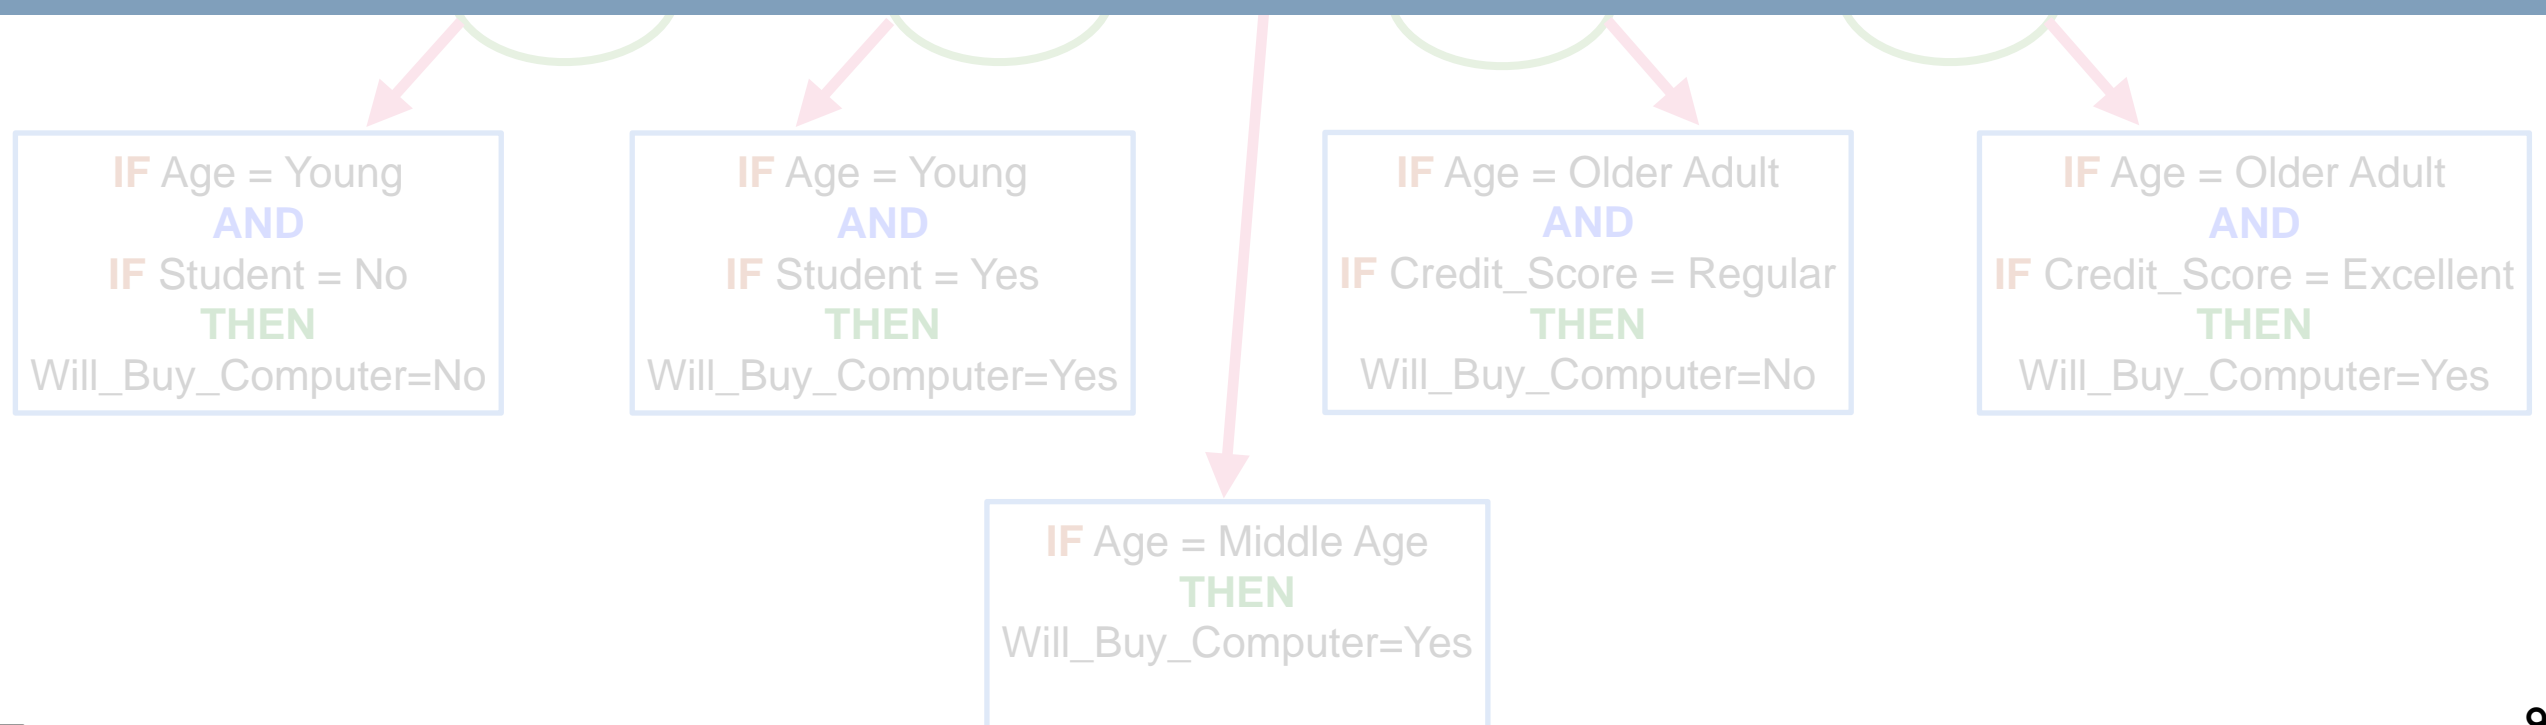 IF Age = Young
AND
IF Student = No
THEN
Will_Buy_Computer=No
IF Age = Young
AND
IF Student = Yes
THEN
Will_Buy_Computer=Yes
IF Age = Older Adult
AND
IF Credit_Score = Regular
THEN
Will_Buy_Computer=No
IF Age = Older Adult
AND
IF Credit_Score = Excellent
THEN
Will_Buy_Computer=Yes
IF Age = Middle Age
THEN
Will_Buy_Computer=Yes